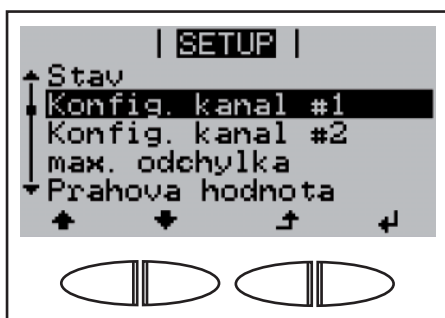 | SETUP |
Stav
Konfig. kanal #1
Konfig. kanal #2
max. odchylka
Prahova hodnota